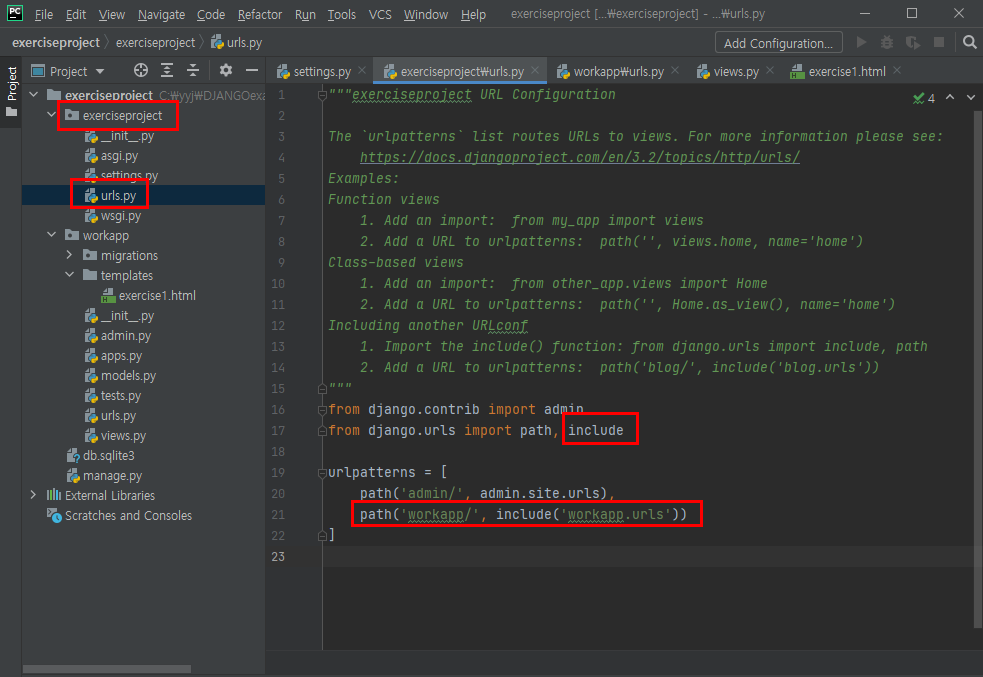 PC File Edit View Navigate Code Refactor Run Tools VCS Window Help exerciseproject [...₩exerciseproject] - ...₩urls.py
exerciseproject exerciseproject urls.py Add Configuration...
Project
Project
settings.py exerciseproject₩urls.py workapp₩urls.py views.py exercise1.html
exerciseproject C:₩yyj₩DJANGOexa
exerciseproject
__init__.py
asgi.py
settings.py
urls.py
wsgi.py
workapp
migrations
templates
exercise1.html
__init__.py
admin.py
apps.py
models.py
tests.py
urls.py
views.py
db.sqlite3
manage.py
External Libraries
Scratches and Consoles
4
1 """exerciseproject URL Configuration
2
3 The `urlpatterns` list routes URLs to views. For more information please see:
4 https://docs.djangoproject.com/en/3.2/topics/http/urls/
5 Examples:
6 Function views
7 1. Add an import:  from my_app import views
8 2. Add a URL to urlpatterns:  path('', views.home, name='home')
9 Class-based views
10 1. Add an import:  from other_app.views import Home
11 2. Add a URL to urlpatterns:  path('', Home.as_view(), name='home')
12 Including another URLconf
13 1. Import the include() function: from django.urls import include, path
14 2. Add a URL to urlpatterns:  path('blog/', include('blog.urls'))
15 """
16 from django.contrib import admin
17 from django.urls import path, include
18
19 urlpatterns = [
20 path('admin/', admin.site.urls),
21 path('workapp/', include('workapp.urls'))
22 ]
23